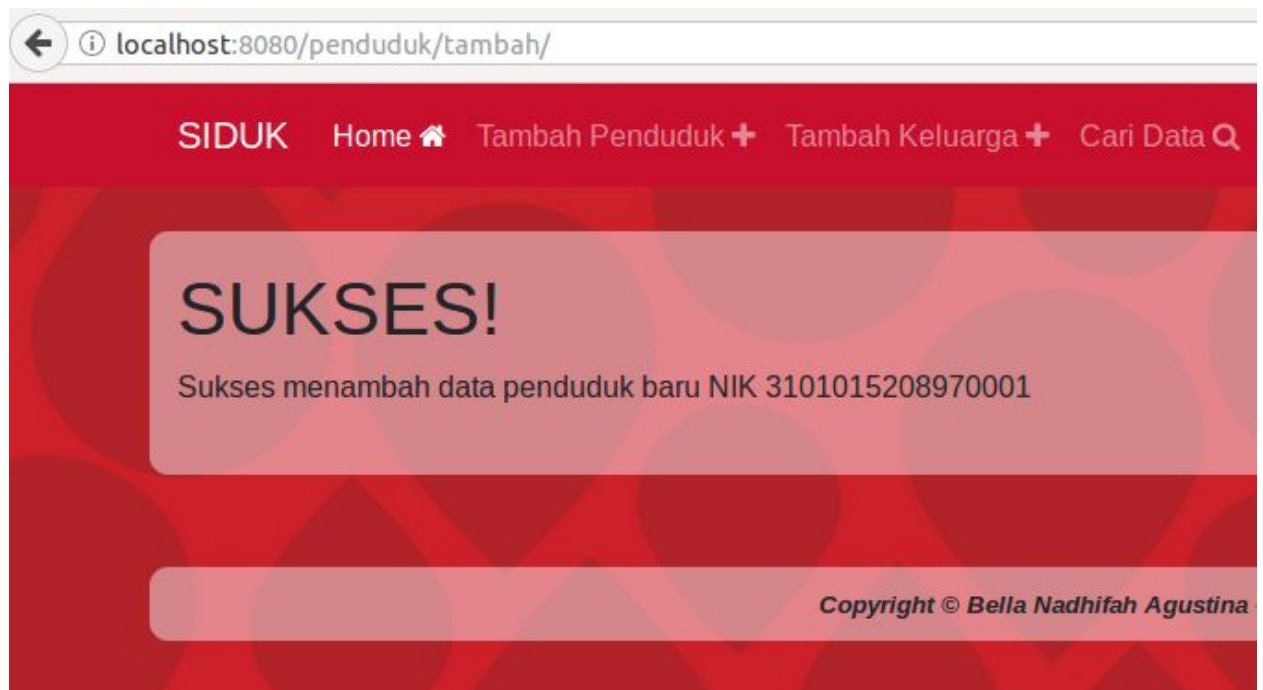 localhost:8080/penduduk/tambah/
SIDUK Home Tambah Penduduk + Tambah Keluarga + Cari Data
SUKSES!
Sukses menambah data penduduk baru NIK 3101015208970001
Copyright © Bella Nadhifah Agustina